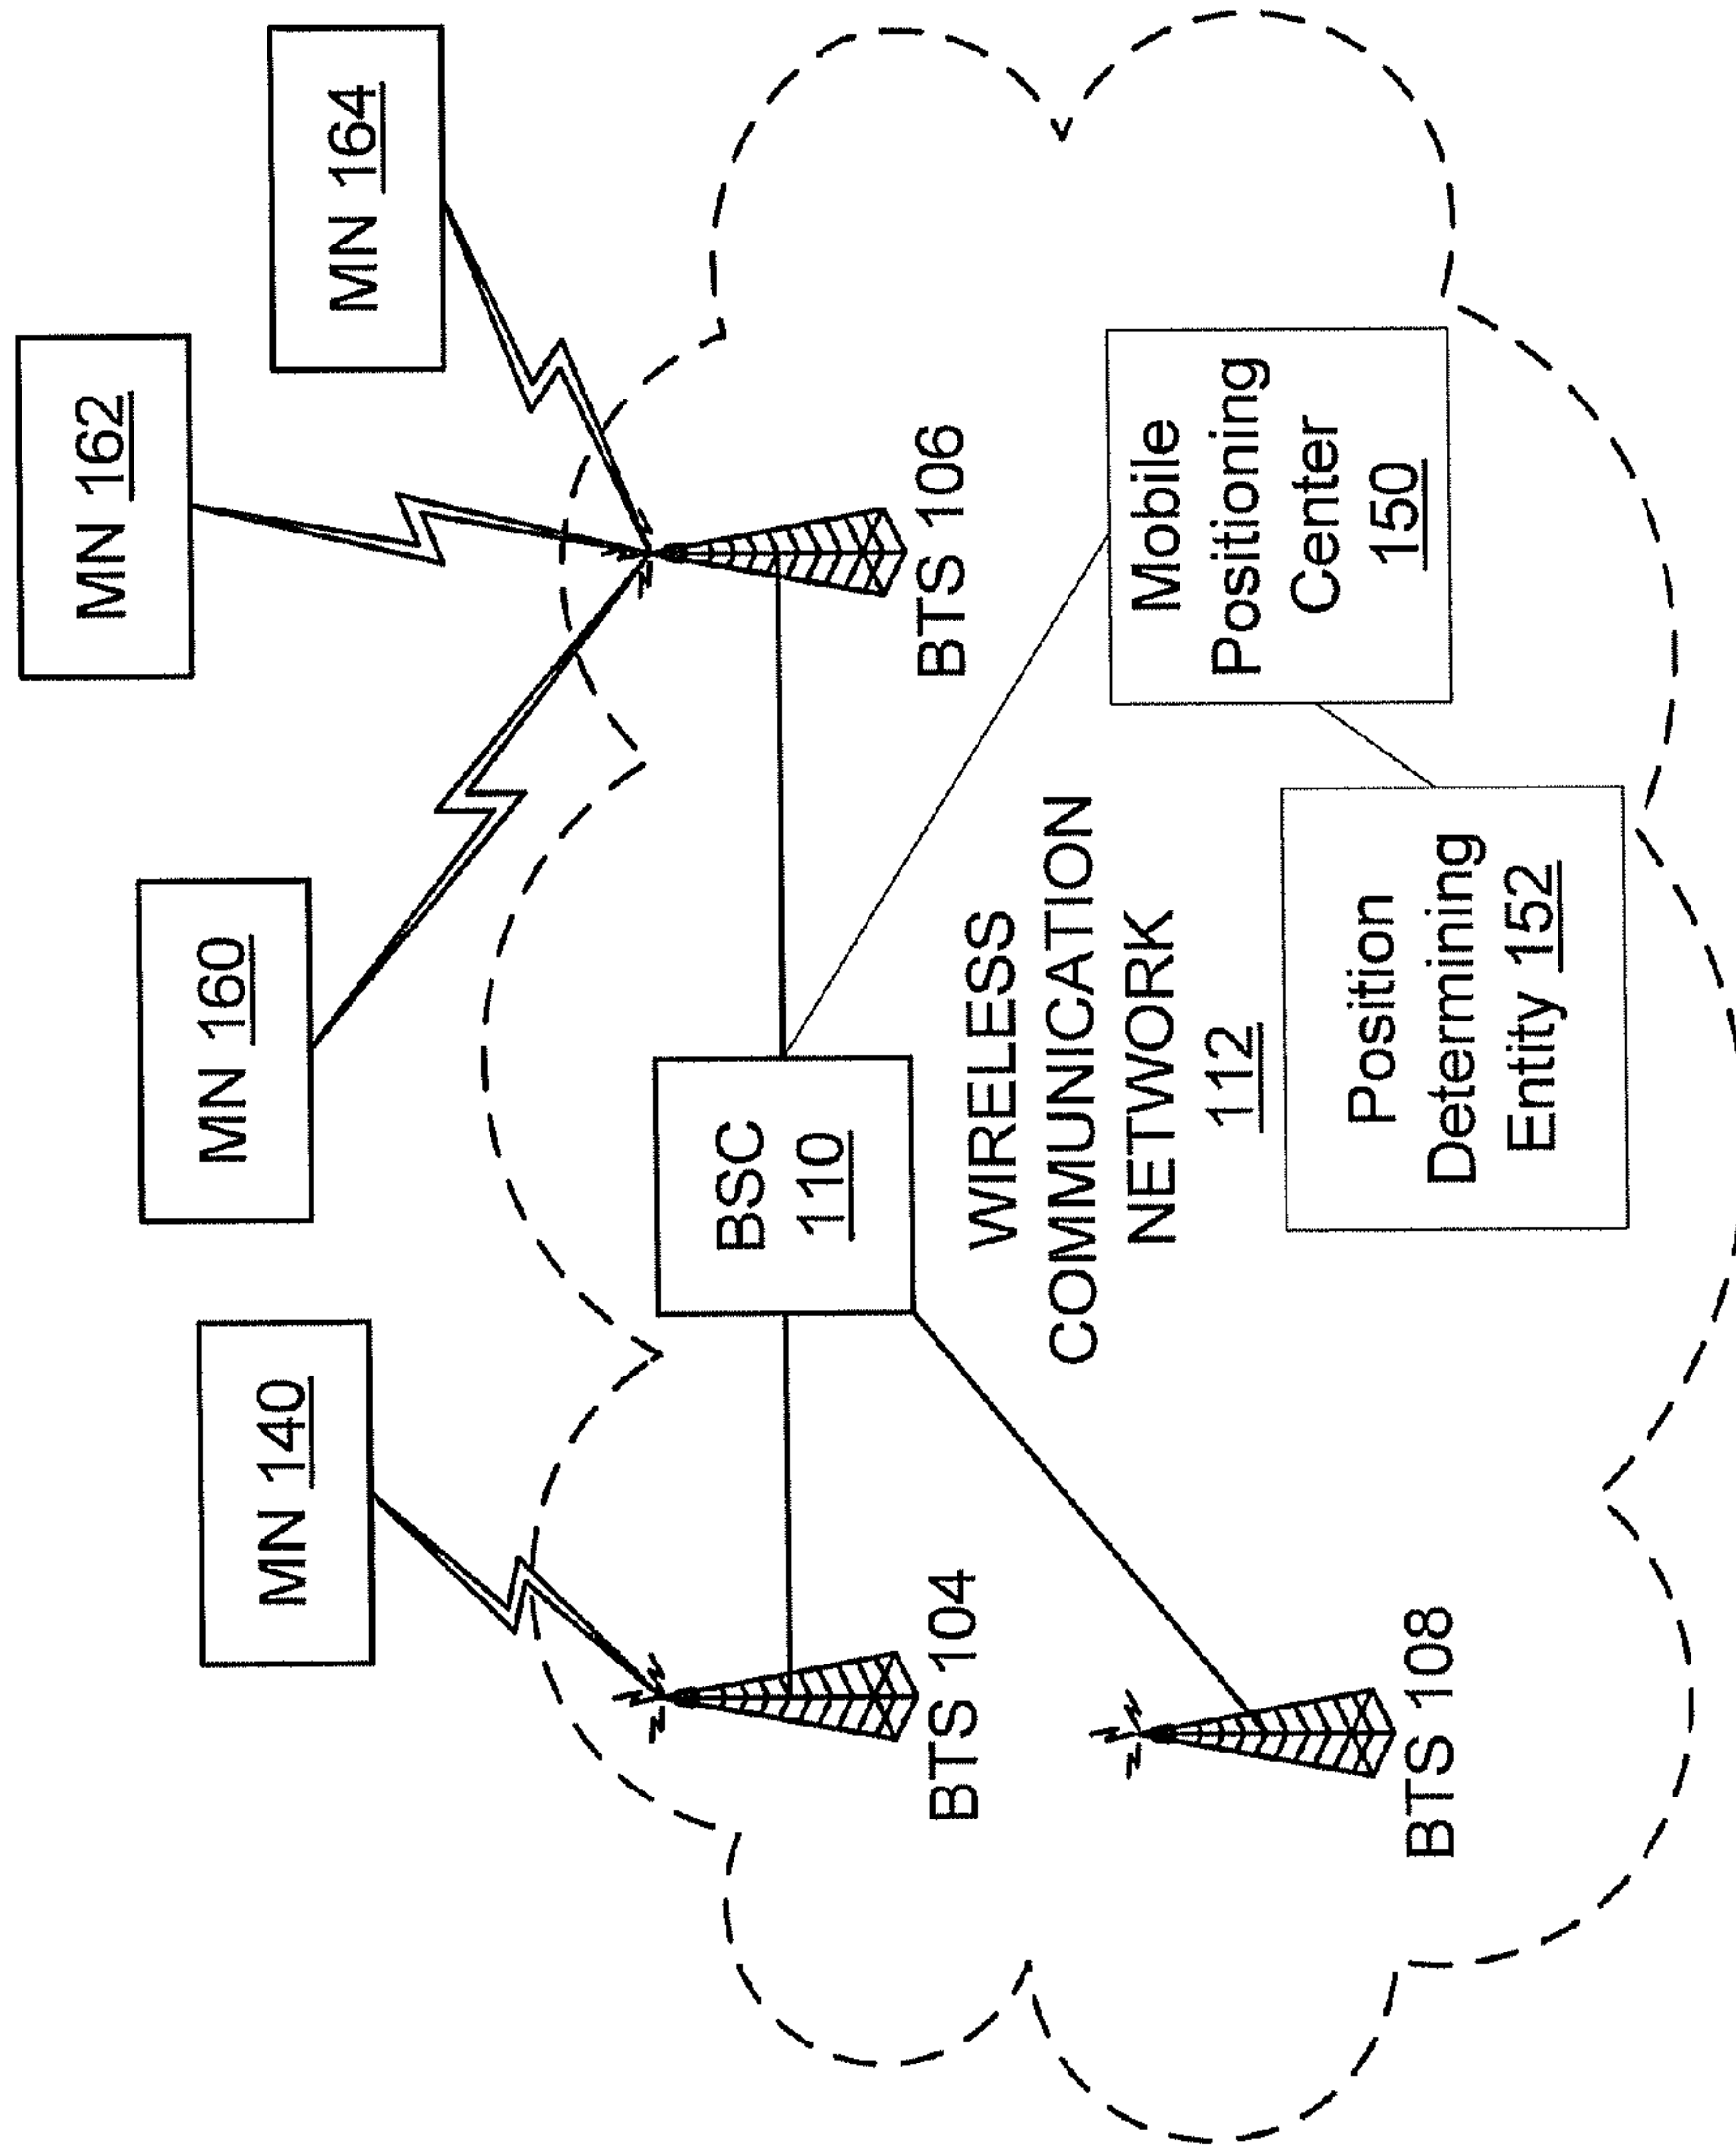 MN 140
MN 160
MN 162
MN 164
BTS 104
BSC
110
BTS 106
BTS 108
WIRELESS
COMMUNICATION
NETWORK
112
Mobile
Positioning
Center
150
Position
Determining
Entity 152